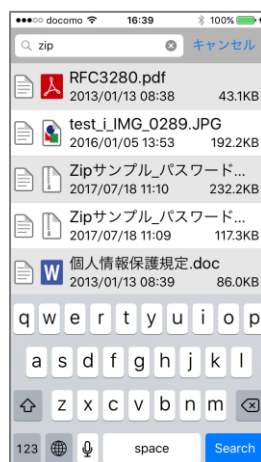 docomo 16:39 100%
zip キャンセル
RFC3280.pdf
2013/01/13 08:38 43.1KB
test_i_IMG_0289.JPG
2016/01/05 13:53 192.2KB
Zipサンプル_パスワード...
2017/07/18 11:10 232.2KB
Zipサンプル_パスワード...
2017/07/18 11:09 117.3KB
W 個人情報保護規定.doc
2013/01/13 08:39 86.0KB
q w e r t y u i o p
a s d f g h j k l
z x c v b n m
123 space Search